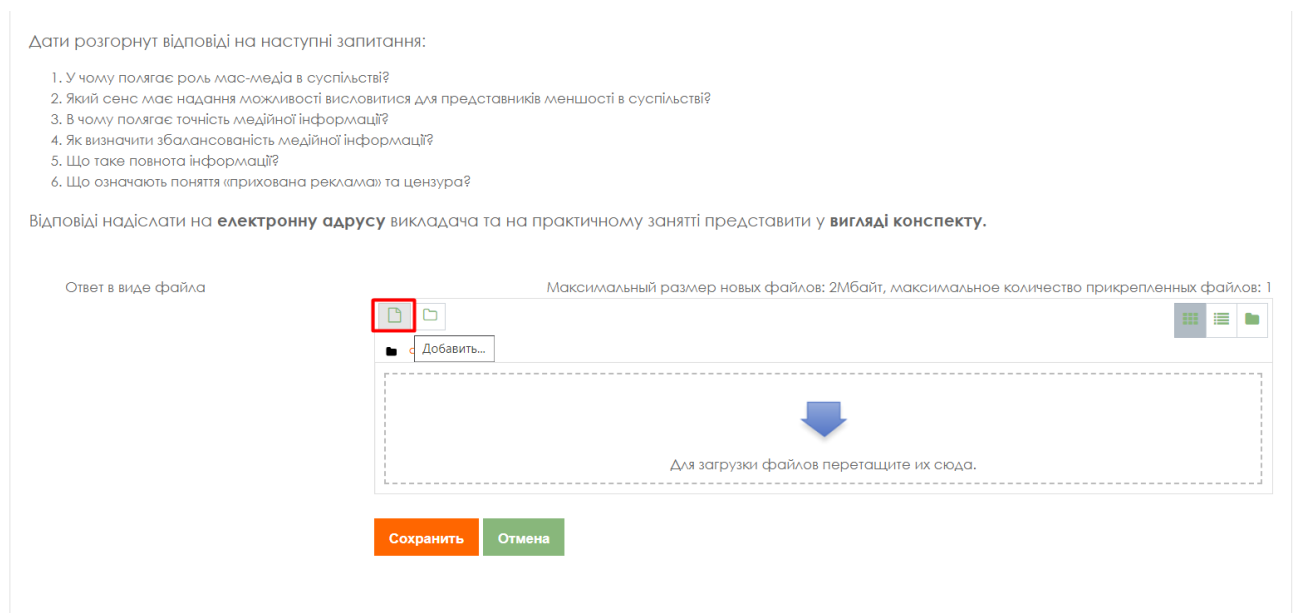 Дати розгорнут відповіді на наступні запитання:
1. У чому полягає роль мас-медіа в суспільстві?
2. Який сенс має надання можливості висловитися для представників меншості в суспільстві?
3. В чому полягає точність медійної інформації?
4. Як визначити збалансованість медійної інформації?
5. Що таке повнота інформації?
6. Що означають поняття «прихована реклама» та цензура?
Відповіді надіслати на електронну адрусу викладача та на практичному занятті представити у вигляді конспекту.
Ответ в виде файла
Максимальный размер новых файлов: 2Мбайт, максимальное количество прикрепленных файлов: 1
Добавить...
Для загрузки файлов перетащите их сюда.
Сохранить Отмена